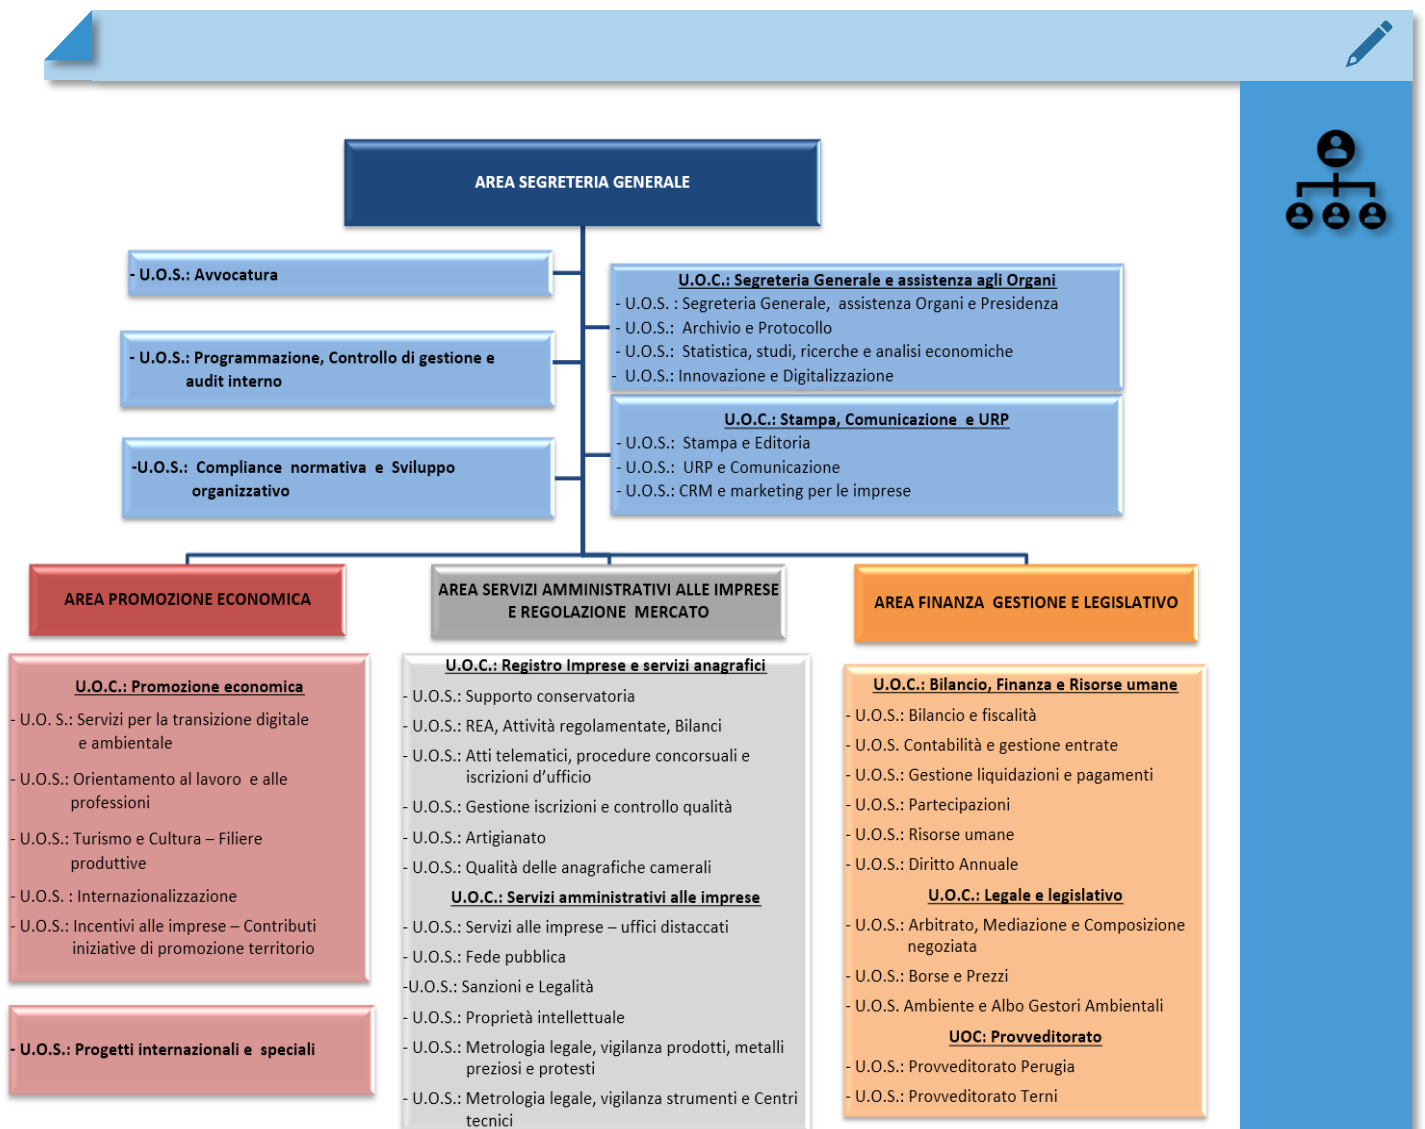 AREA SEGRETERIA GENERALE
- U.O.S.: Avvocatura
- U.O.S.: Programmazione, Controllo di gestione e
audit interno
-U.O.S.: Compliance normativa e Sviluppo
organizzativo
U.O.C.: Segreteria Generale e assistenza agli Organi
- U.O.S. : Segreteria Generale, assistenza Organi e Presidenza
- U.O.S.: Archivio e Protocollo
- U.O.S.: Statistica, studi, ricerche e analisi economiche
- U.O.S.: Innovazione e Digitalizzazione
U.O.C.: Stampa, Comunicazione e URP
- U.O.S.: Stampa e Editoria
- U.O.S.: URP e Comunicazione
- U.O.S.: CRM e marketing per le imprese
AREA PROMOZIONE ECONOMICA
U.O.C.: Promozione economica
- U.O. S.: Servizi per la transizione digitale
e ambientale
- U.O.S.: Orientamento al lavoro e alle
professioni
- U.O.S.: Turismo e Cultura – Filiere
produttive
- U.O.S. : Internazionalizzazione
- U.O.S.: Incentivi alle imprese – Contributi
iniziative di promozione territorio
- U.O.S.: Progetti internazionali e speciali
AREA SERVIZI AMMINISTRATIVI ALLE IMPRESE
E REGOLAZIONE MERCATO
U.O.C.: Registro Imprese e servizi anagrafici
- U.O.S.: Supporto conservatoria
- U.O.S.: REA, Attività regolamentate, Bilanci
- U.O.S.: Atti telematici, procedure concorsuali e
iscrizioni d’ufficio
- U.O.S.: Gestione iscrizioni e controllo qualità
- U.O.S.: Artigianato
- U.O.S.: Qualità delle anagrafiche camerali
U.O.C.: Servizi amministrativi alle imprese
- U.O.S.: Servizi alle imprese – uffici distaccati
- U.O.S.: Fede pubblica
-U.O.S.: Sanzioni e Legalità
- U.O.S.: Proprietà intellettuale
- U.O.S.: Metrologia legale, vigilanza prodotti, metalli
preziosi e protesti
- U.O.S.: Metrologia legale, vigilanza strumenti e Centri
tecnici
AREA FINANZA GESTIONE E LEGISLATIVO
U.O.C.: Bilancio, Finanza e Risorse umane
- U.O.S.: Bilancio e fiscalità
- U.O.S. Contabilità e gestione entrate
- U.O.S.: Gestione liquidazioni e pagamenti
- U.O.S.: Partecipazioni
- U.O.S.: Risorse umane
- U.O.S.: Diritto Annuale
U.O.C.: Legale e legislativo
- U.O.S.: Arbitrato, Mediazione e Composizione
negoziata
- U.O.S.: Borse e Prezzi
- U.O.S. Ambiente e Albo Gestori Ambientali
UOC: Provveditorato
- U.O.S.: Provveditorato Perugia
- U.O.S.: Provveditorato Terni